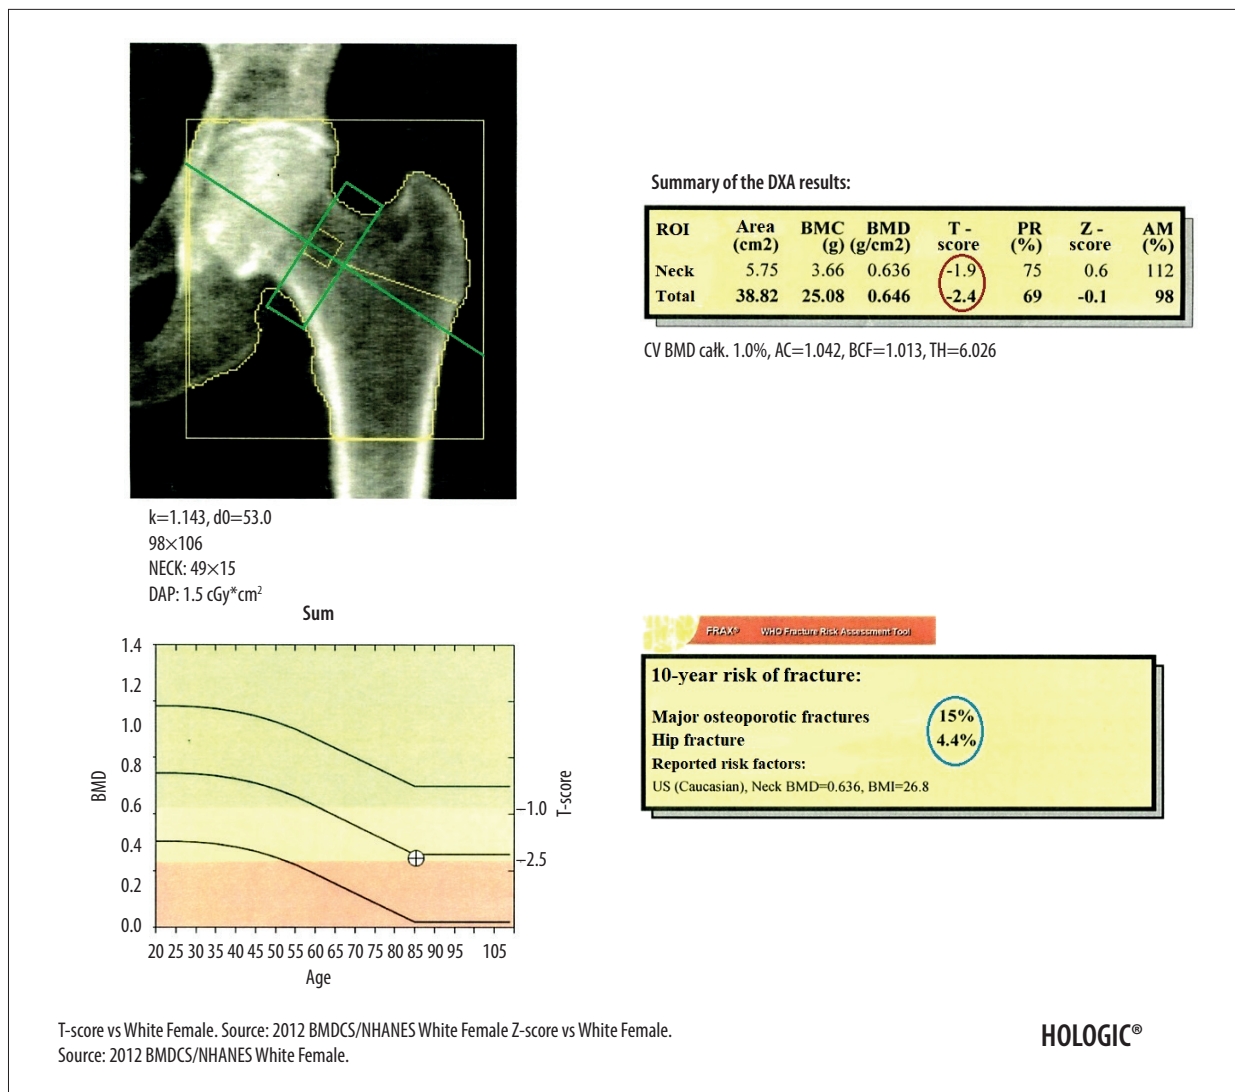 Summary of the DXA results:
ROI Area (cm2) BMC (g) BMD (g/cm2) T - score PR (%) Z - score AM (%)
Neck 5.75 3.66 0.636 -1.9 75 0.6 112
Total 38.82 25.08 0.646 -2.4 69 -0.1 98
CV BMD całk. 1.0%, AC=1.042, BCF=1.013, TH=6.026
k=1.143, d0=53.0
98×106
NECK: 49×15
DAP: 1.5 cGy*cm²
Sum
1.4
1.2
1.0
0.8
0.6
0.4
0.2
0.0
BMD
–1.0
–2.5
T-score
20 25 30 35 40 45 50 55 60 65 70 75 80 85 90 95 105
Age
FRAX® WHO Fracture Risk Assessment Tool
10-year risk of fracture:
Major osteoporotic fractures 15%
Hip fracture 4.4%
Reported risk factors:
US (Caucasian), Neck BMD=0.636, BMI=26.8
T-score vs White Female. Source: 2012 BMDCS/NHANES White Female Z-score vs White Female.
Source: 2012 BMDCS/NHANES White Female.
HOLOGIC®